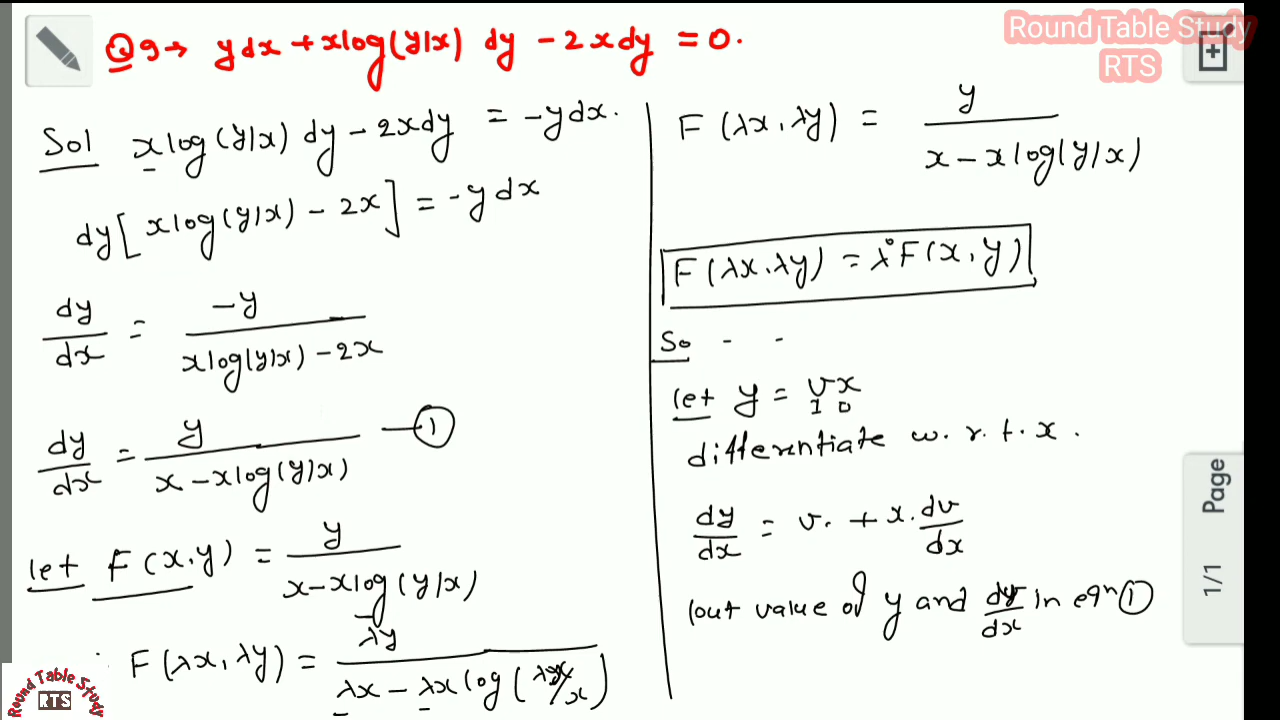 Q9→ ydx + xlog(y/x) dy - 2xdy = 0.
Round Table Study
RTS
Sol xlog(y/x) dy - 2xdy = -ydx.
dy[xlog(y/x) - 2x] = -ydx
dy/dx = -y/(xlog(y/x) - 2x)
dy/dx = y/(x - xlog(y/x)) — ①
let F(x,y) = y/(x - xlog(y/x))
F(λx, λy) = λy/
λx - λx log(
F(λx, λy) = y/(x - xlog(y/x))
F(λx, λy) = λ° F(x, y)
So - -
let y = vx
1 0
differentiate w.r.t x.
dy/dx = v. + x. dv/dx
put value of y and dy/dx in eqn ①
1/1 Page
Round Table Study
RTS